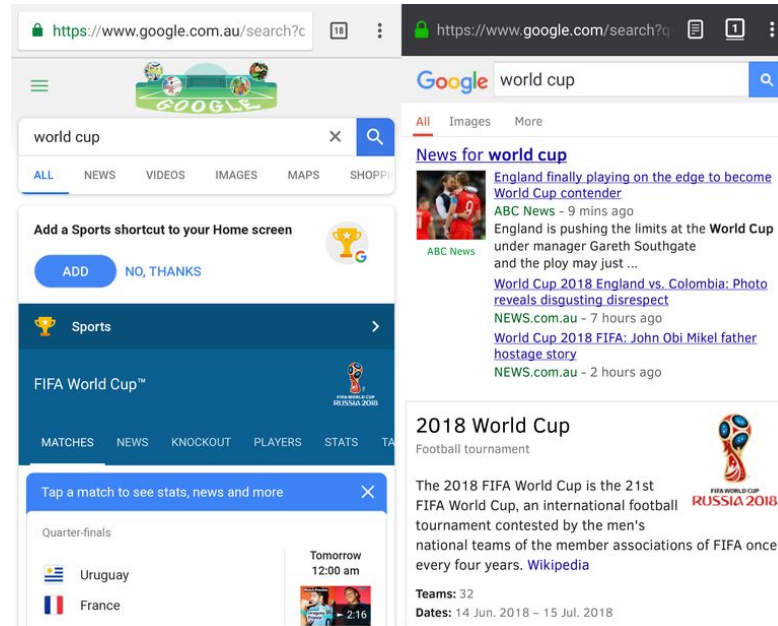 https://www.google.com.au/search?c
18
GOOGLE
world cup
ALL NEWS VIDEOS IMAGES MAPS SHOPPI
Add a Sports shortcut to your Home screen
ADD NO, THANKS
G
Sports
FIFA World Cup™
FIFA WORLD CUP
RUSSIA 2018
MATCHES NEWS KNOCKOUT PLAYERS STATS TA
Tap a match to see stats, news and more
Quarter-finals
Uruguay
France
Tomorrow
12:00 am
2:16
https://www.google.com/search?q
1
Google world cup
All Images More
News for world cup
England finally playing on the edge to become
World Cup contender
ABC News - 9 mins ago
England is pushing the limits at the World Cup
under manager Gareth Southgate
and the ploy may just ...
ABC News
World Cup 2018 England vs. Colombia: Photo
reveals disgusting disrespect
NEWS.com.au - 7 hours ago
World Cup 2018 FIFA: John Obi Mikel father
hostage story
NEWS.com.au - 2 hours ago
2018 World Cup
Football tournament
FIFA WORLD CUP
RUSSIA 2018
The 2018 FIFA World Cup is the 21st
FIFA World Cup, an international football
tournament contested by the men's
national teams of the member associations of FIFA once
every four years. Wikipedia
Teams: 32
Dates: 14 Jun. 2018 – 15 Jul. 2018